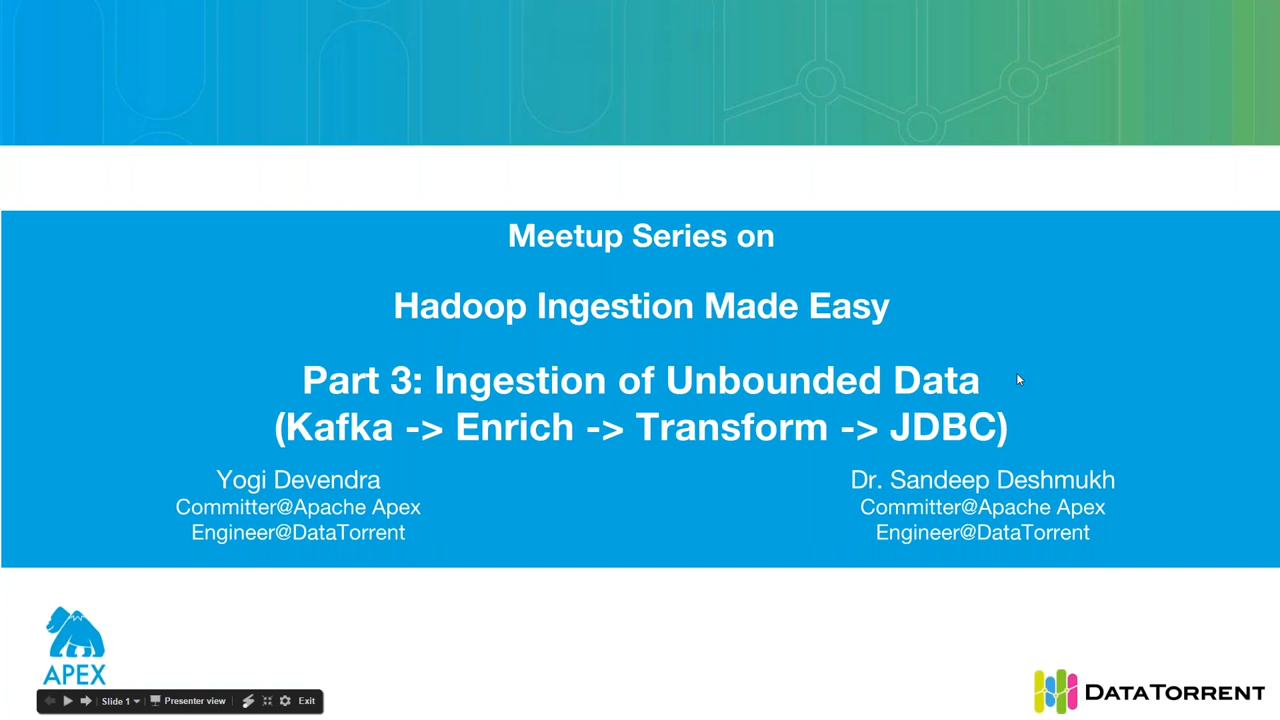 Meetup Series on
Hadoop Ingestion Made Easy
Part 3: Ingestion of Unbounded Data
(Kafka -> Enrich -> Transform -> JDBC)
Yogi Devendra
Committer@Apache Apex
Engineer@DataTorrent
Dr. Sandeep Deshmukh
Committer@Apache Apex
Engineer@DataTorrent
APEX
Slide 1
Presenter view
Exit
DATATORRENT